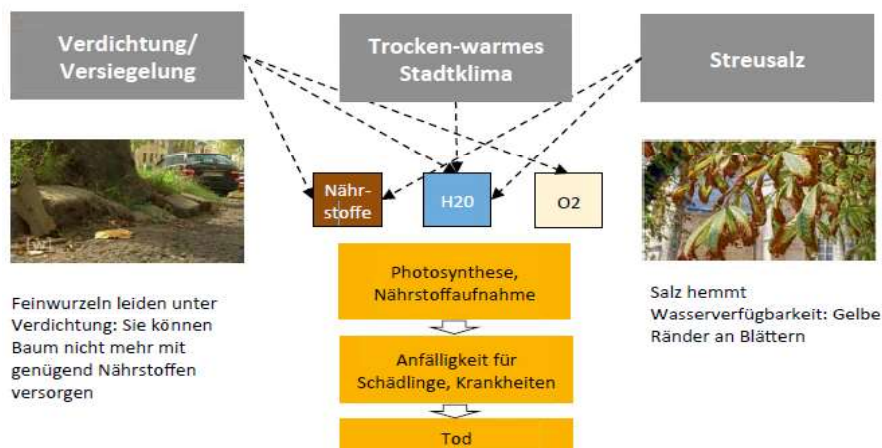 Verdichtung/
Versiegelung
Trocken-warmes
Stadtklima
Streusalz
Nähr-
stoffe
H20
O2
Photosynthese,
Nährstoffaufnahme
Feinwurzeln leiden unter
Verdichtung: Sie können
Baum nicht mehr mit
genügend Nährstoffen
versorgen
Salz hemmt
Wasserverfügbarkeit: Gelbe
Ränder an Blättern
Anfälligkeit für
Schädlinge, Krankheiten
Tod